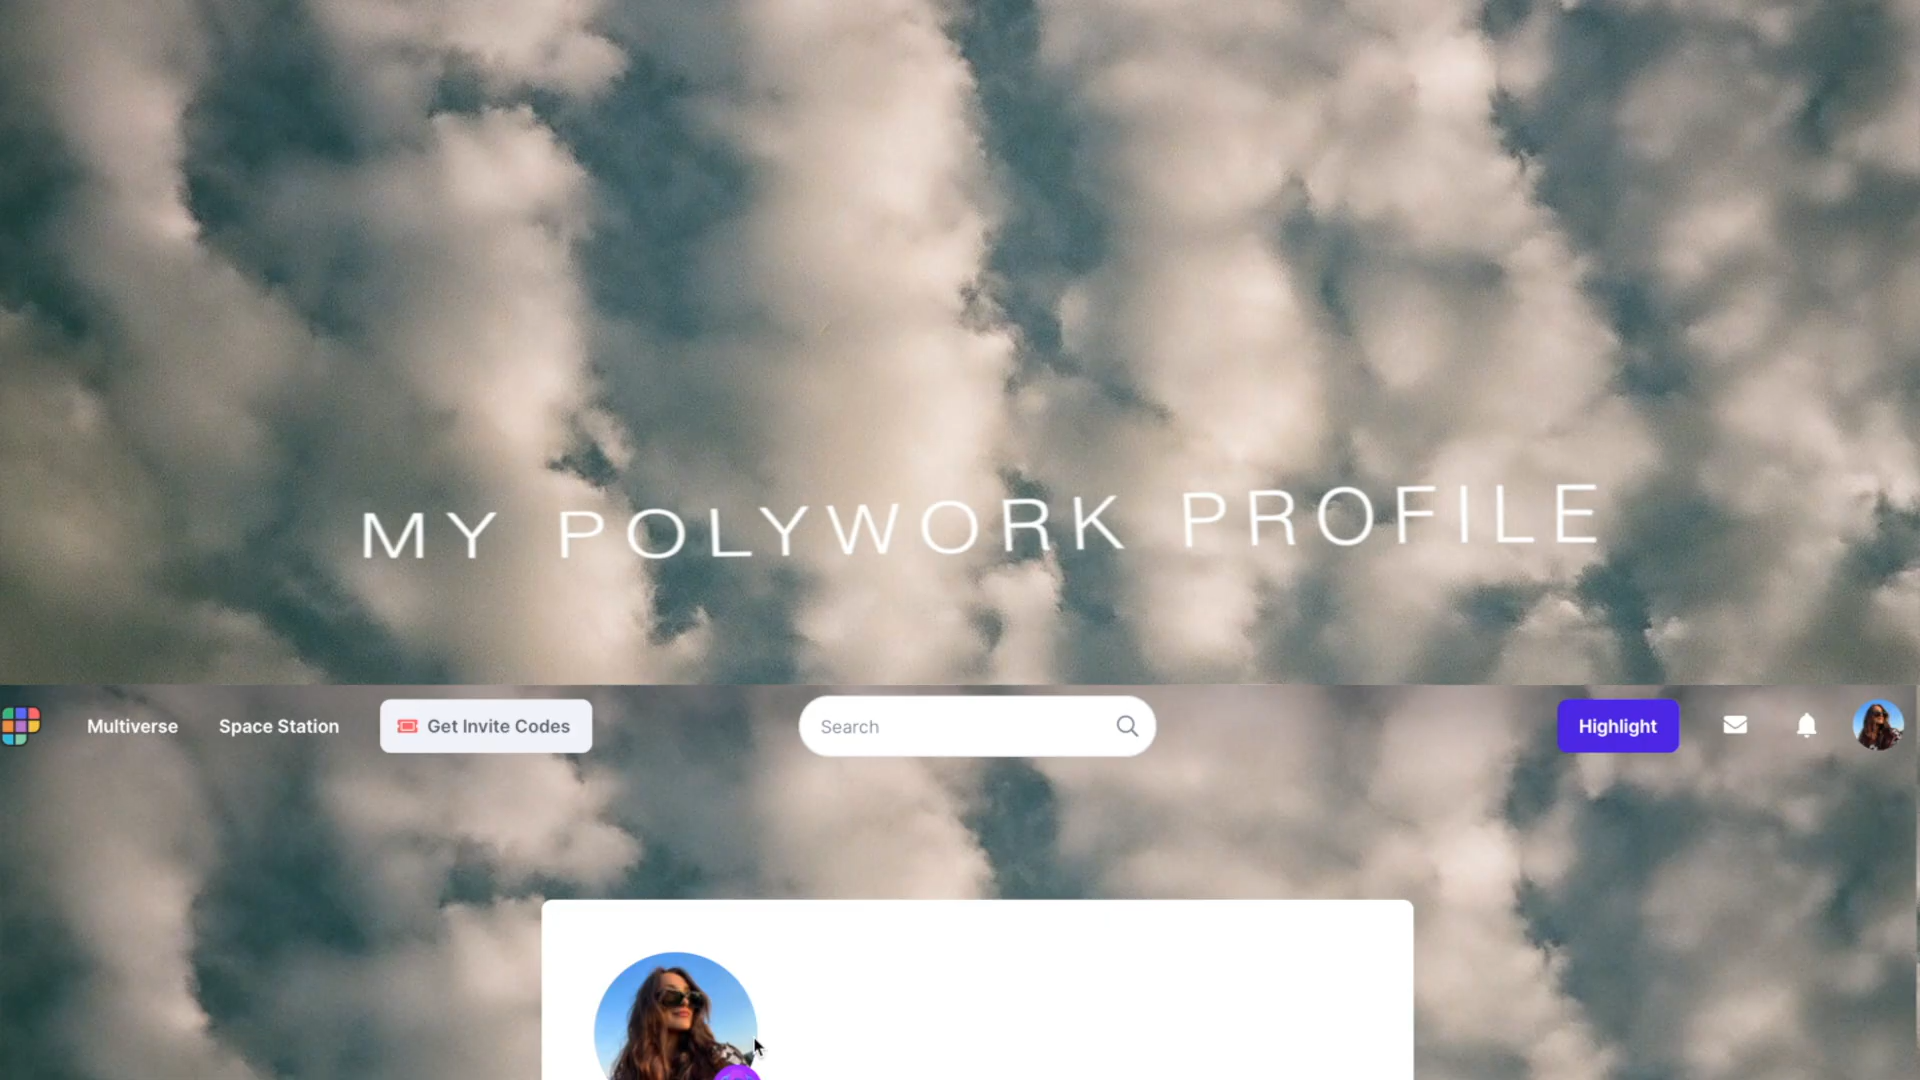 MY POLYWORK PROFILE
Multiverse
Space Station
Get Invite Codes
Search
Highlight